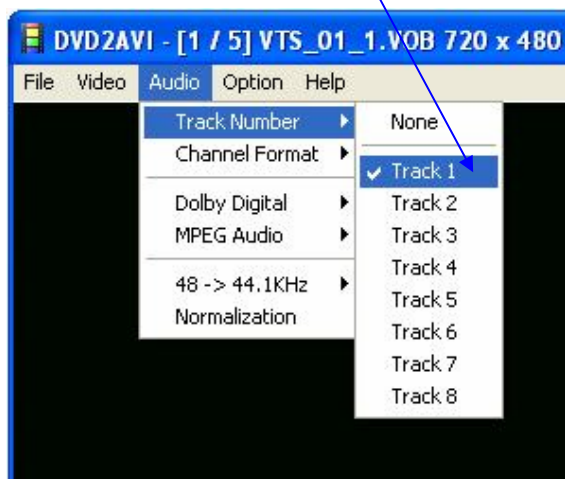 DVD2AVI - [1 / 5] VTS_01_1.VOB 720 x 480
File Video Audio Option Help
Track Number
Channel Format
Dolby Digital
MPEG Audio
48 -> 44.1KHz
Normalization
None
Track 1
Track 2
Track 3
Track 4
Track 5
Track 6
Track 7
Track 8